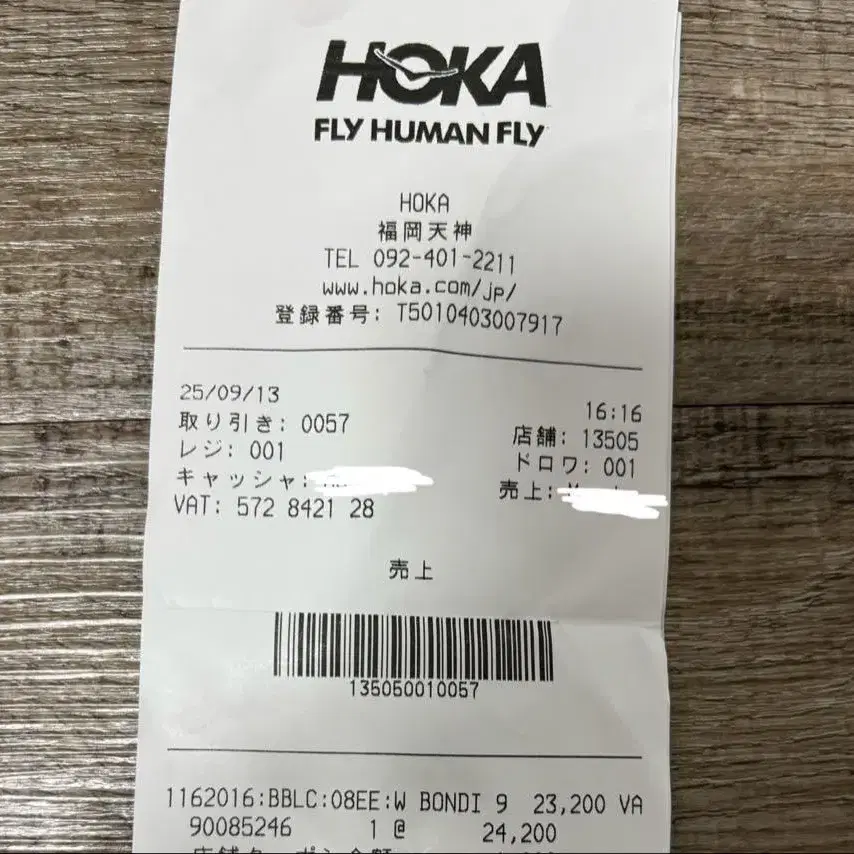 HOKA
FLY HUMAN FLY
HOKA
福岡天神
TEL 092-401-2211
www.hoka.com/jp/
登録番号: T5010403007917
25/09/13 16:16
取り引き: 0057 店舗: 13505
レジ: 001 ドロワ: 001
キャッシャ: 売上:
VAT: 572 8421 28
売上
135050010057
1162016:BBLC:08EE:W BONDI 9 23,200 VA
90085246 1 @ 24,200